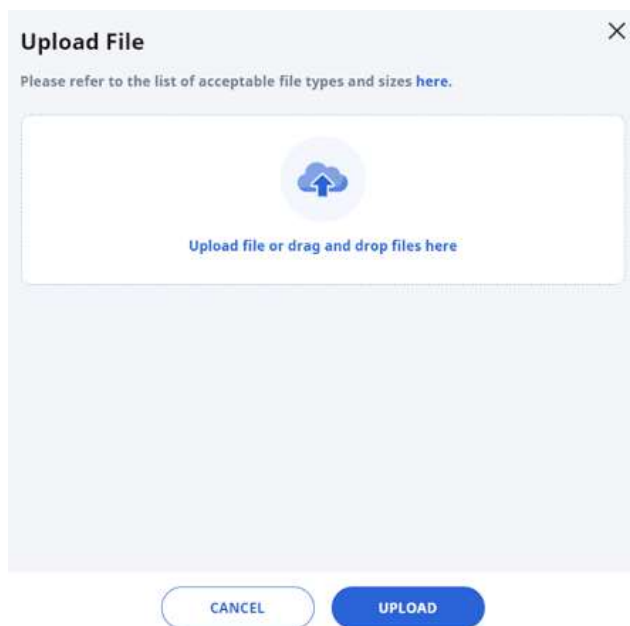 Upload File
Please refer to the list of acceptable file types and sizes here.
Upload file or drag and drop files here
CANCEL
UPLOAD